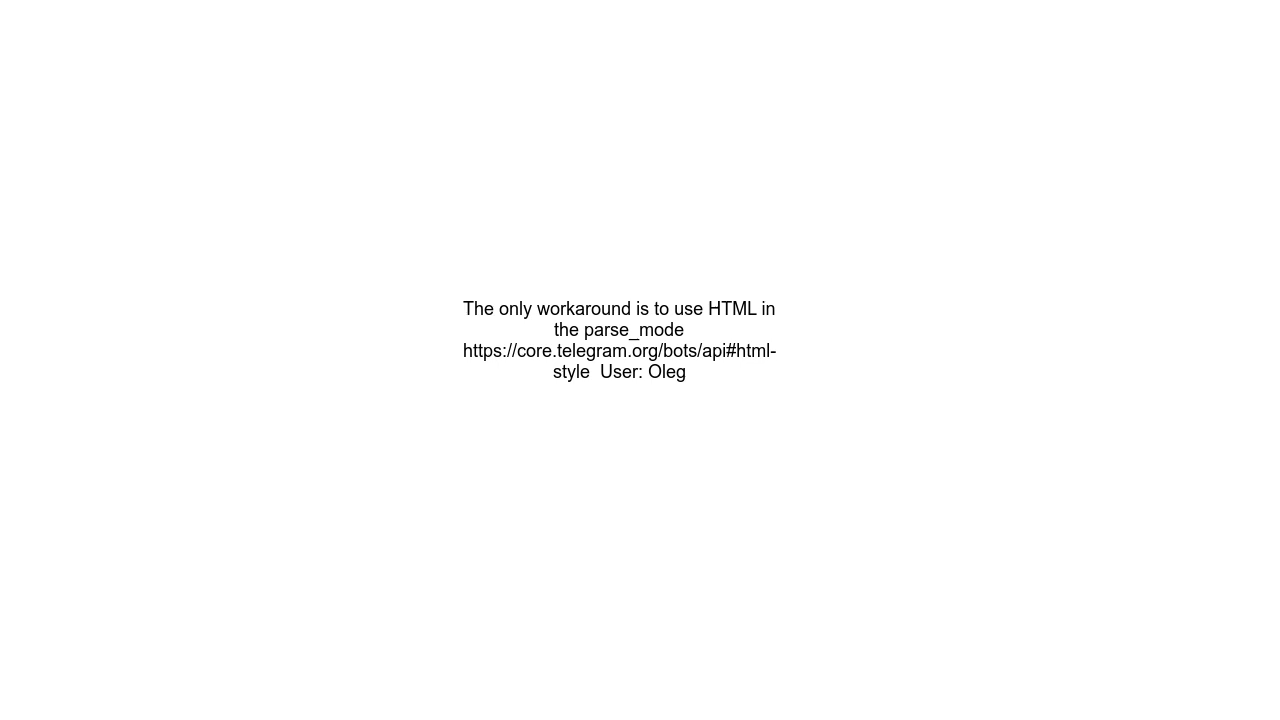 The only workaround is to use HTML in
the parse_mode
https://core.telegram.org/bots/api#html-
style  User: Oleg